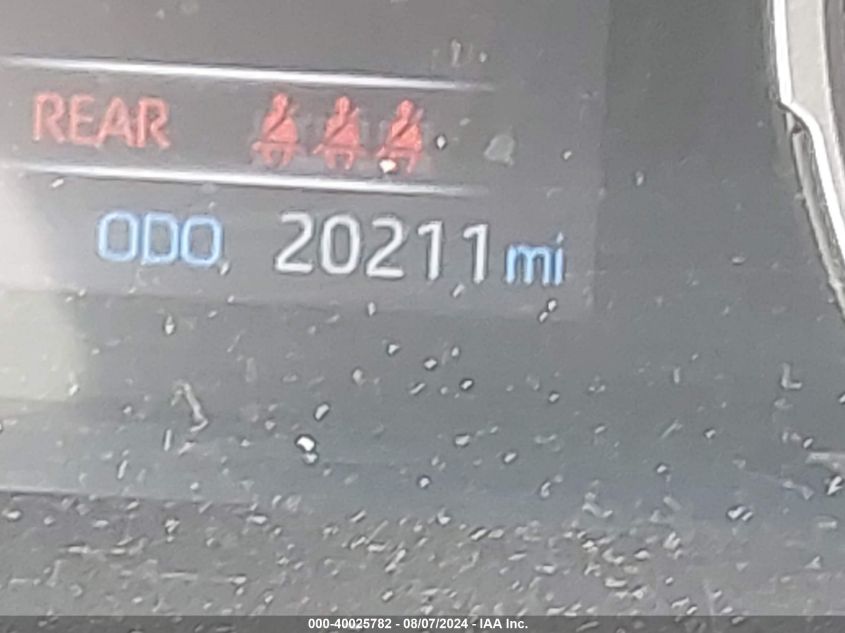 REAR
ODO 20211 mi
000-40025782 - 08/07/2024 - IAA Inc.